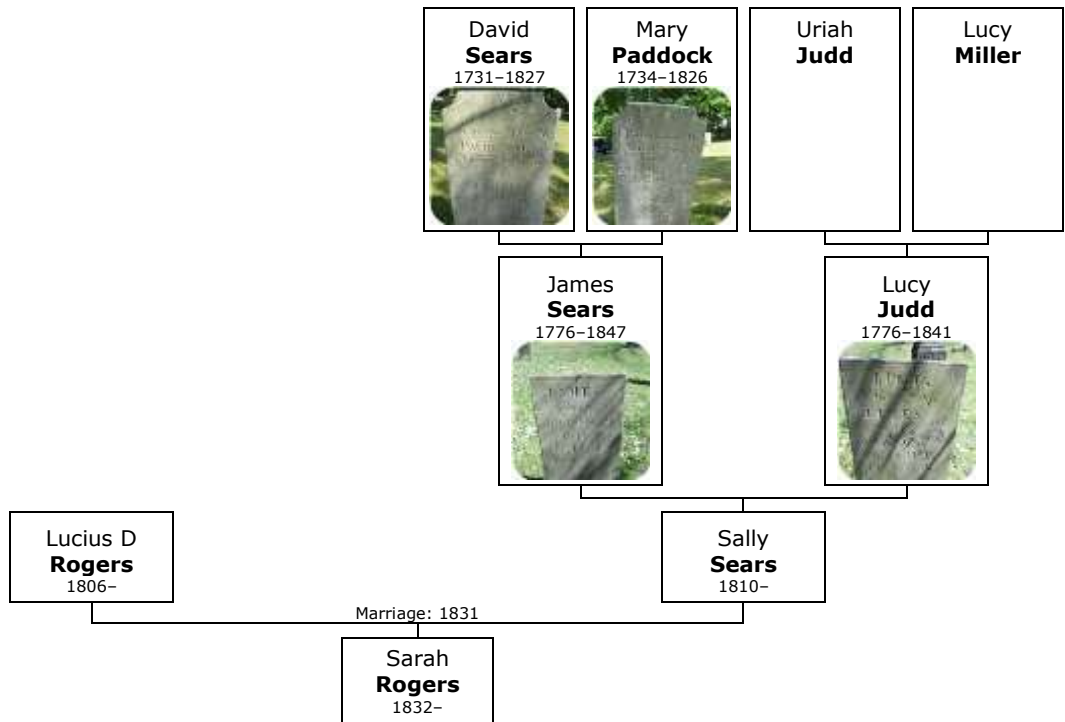 David
Sears
1731–1827
Mary
Paddock
1734–1826
Uriah
Judd
Lucy
Miller
James
Sears
1776–1847
Lucy
Judd
1776–1841
Lucius D
Rogers
1806–
Sally
Sears
1810–
Marriage: 1831
Sarah
Rogers
1832–